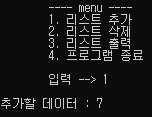 ---- menu ----
1. 리스트 추가
2. 리스트 삭제
3. 리스트 출력
4. 프로그램 종료
입력 --> 1
추가할 데이터 : 7